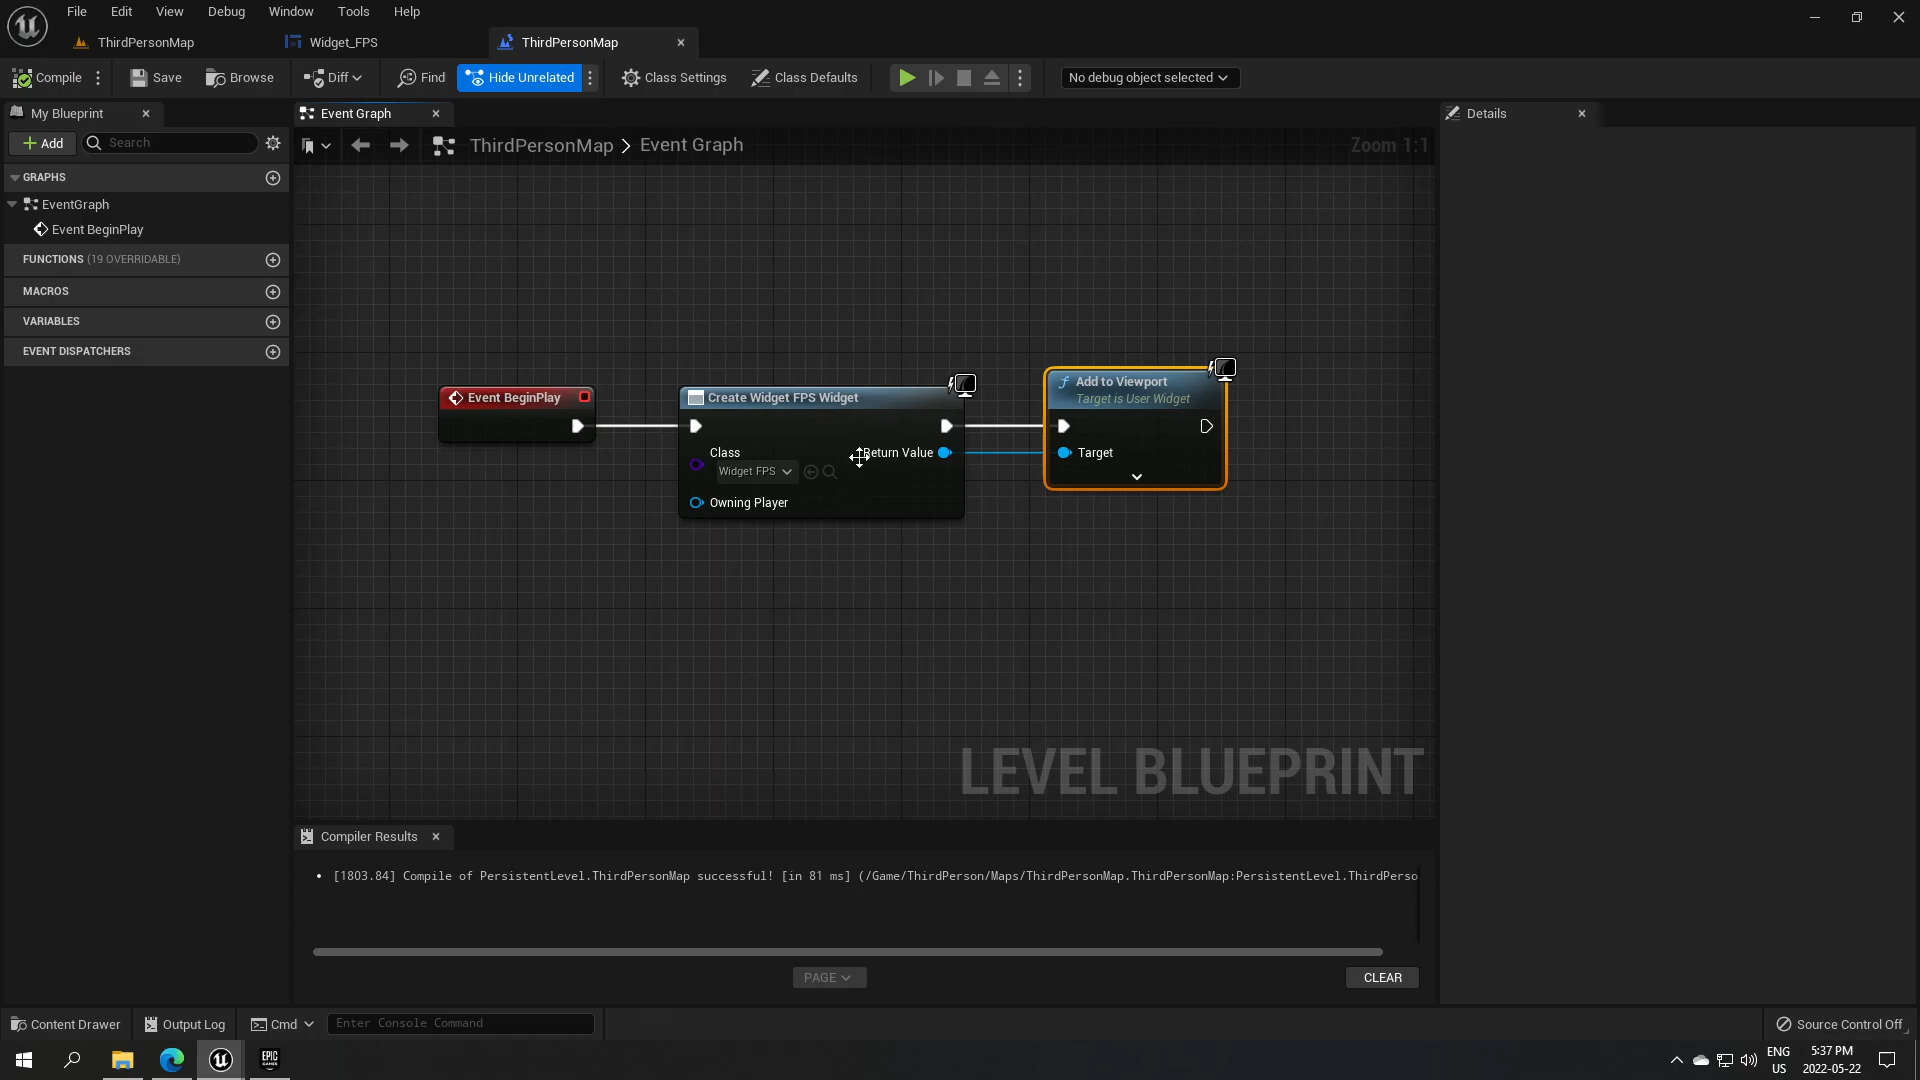 File Edit View Debug Window Tools Help
ThirdPersonMap Widget_FPS ThirdPersonMap
Compile Save Browse Diff Find Hide Unrelated Class Settings Class Defaults No debug object selected
My Blueprint Event Graph Details
Add Search ThirdPersonMap > Event Graph Zoom 1:1
GRAPHS
EventGraph
Event BeginPlay
FUNCTIONS (19 OVERRIDABLE)
MACROS
VARIABLES
EVENT DISPATCHERS
Event BeginPlay
Create Widget FPS Widget
Class
Widget FPS
Return Value
Owning Player
Add to Viewport
Target is User Widget
Target
LEVEL BLUEPRINT
Compiler Results
• [1803.84] Compile of PersistentLevel.ThirdPersonMap successful! [in 81 ms] (/Game/ThirdPerson/Maps/ThirdPersonMap.ThirdPersonMap:PersistentLevel.ThirdPerso
PAGE CLEAR
Content Drawer Output Log Cmd Enter Console Command Source Control Off
EPIC GAMES
ENG
US
5:37 PM
2022-05-22